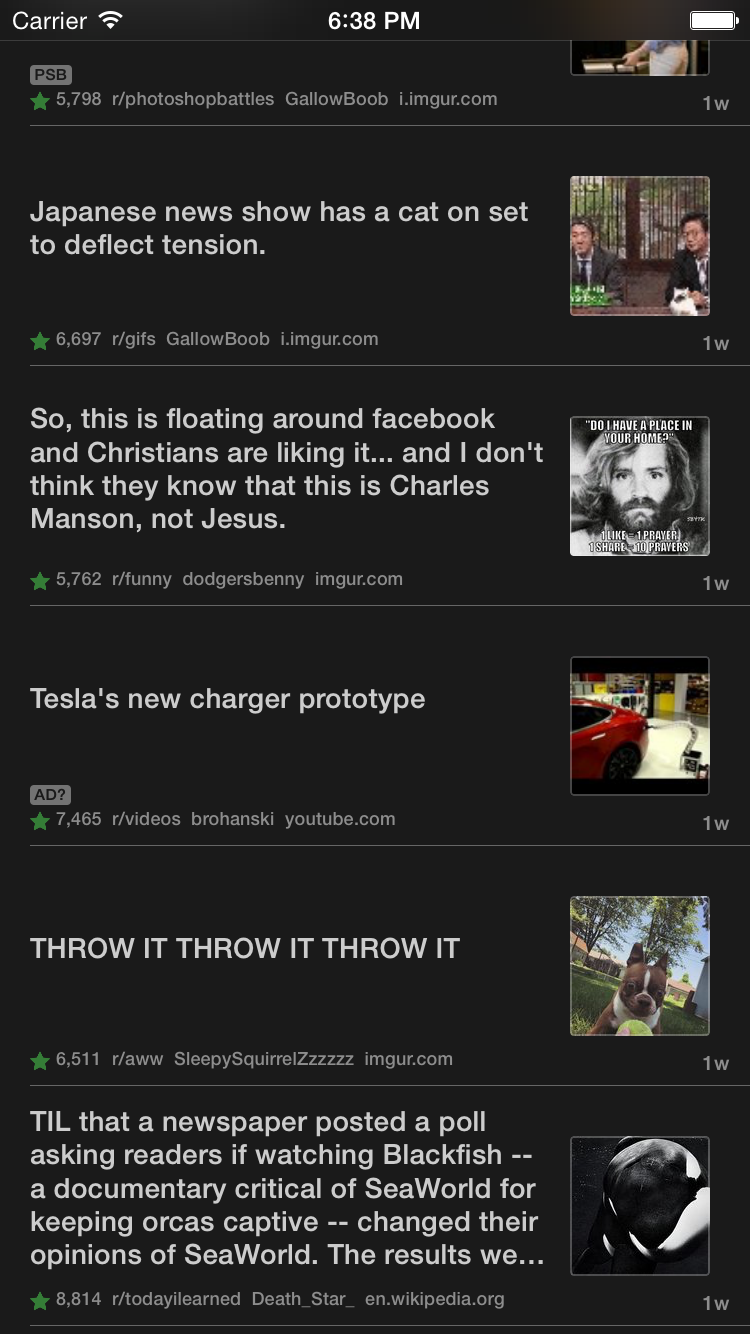 Carrier 6:38 PM
PSB
5,798 r/photoshopbattles GallowBoob i.imgur.com 1w
Japanese news show has a cat on set
to deflect tension.
6,697 r/gifs GallowBoob i.imgur.com 1w
So, this is floating around facebook
and Christians are liking it... and I don't
think they know that this is Charles
Manson, not Jesus.
"DO I HAVE A PLACE IN
YOUR HOME?"
1 LIKE = 1 PRAYER
1 SHARE = 10 PRAYERS
5,762 r/funny dodgersbenny imgur.com 1w
Tesla's new charger prototype
AD?
7,465 r/videos brohanski youtube.com 1w
THROW IT THROW IT THROW IT
6,511 r/aww SleepySquirrelZzzzzz imgur.com 1w
TIL that a newspaper posted a poll
asking readers if watching Blackfish --
a documentary critical of SeaWorld for
keeping orcas captive -- changed their
opinions of SeaWorld. The results we...
8,814 r/todayilearned Death_Star_ en.wikipedia.org 1w